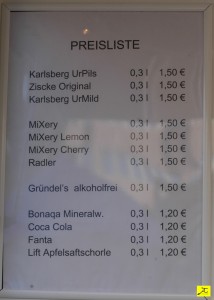 PREISLISTE
Karlsberg UrPils 0,3 l 1,50 €
Zischke Original 0,3 l 1,50 €
Karlsberg UrMild 0,3 l 1,50 €
MiXery 0,3 l 1,50 €
MiXery Lemon 0,3 l 1,50 €
MiXery Cherry 0,3 l 1,50 €
Radler 0,3 l 1,50 €
Gründel's alkoholfrei 0,3 l 1,50 €
Bonaqa Mineralw. 0,3 l 1,20 €
Coca Cola 0,3 l 1,20 €
Fanta 0,3 l 1,20 €
Lift Apfelsaftschorle 0,3 l 1,20 €